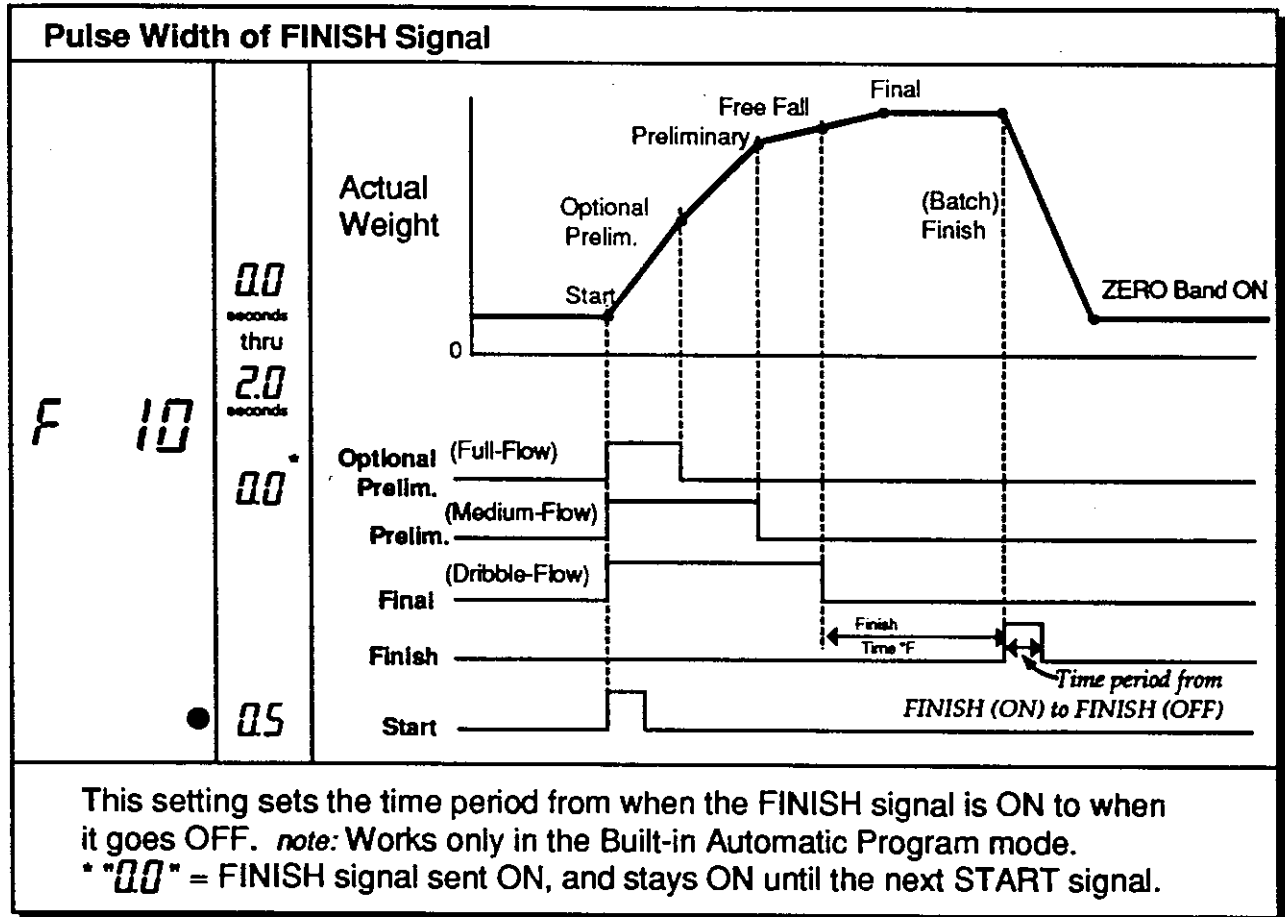 Pulse Width of FINISH Signal
F 10
0.0
seconds
thru
2.0
seconds
0.0 *
● 0.5
Actual
Weight
0
Start
Optional
Prelim.
Preliminary
Free Fall
Final
(Batch)
Finish
ZERO Band ON
Optional (Full-Flow)
Prelim.
(Medium-Flow)
Prelim.
(Dribble-Flow)
Final
Finish
Time *F
Finish
Time period from
FINISH (ON) to FINISH (OFF)
Start
This setting sets the time period from when the FINISH signal is ON to when
it goes OFF. note: Works only in the Built-in Automatic Program mode.
* "0.0" = FINISH signal sent ON, and stays ON until the next START signal.